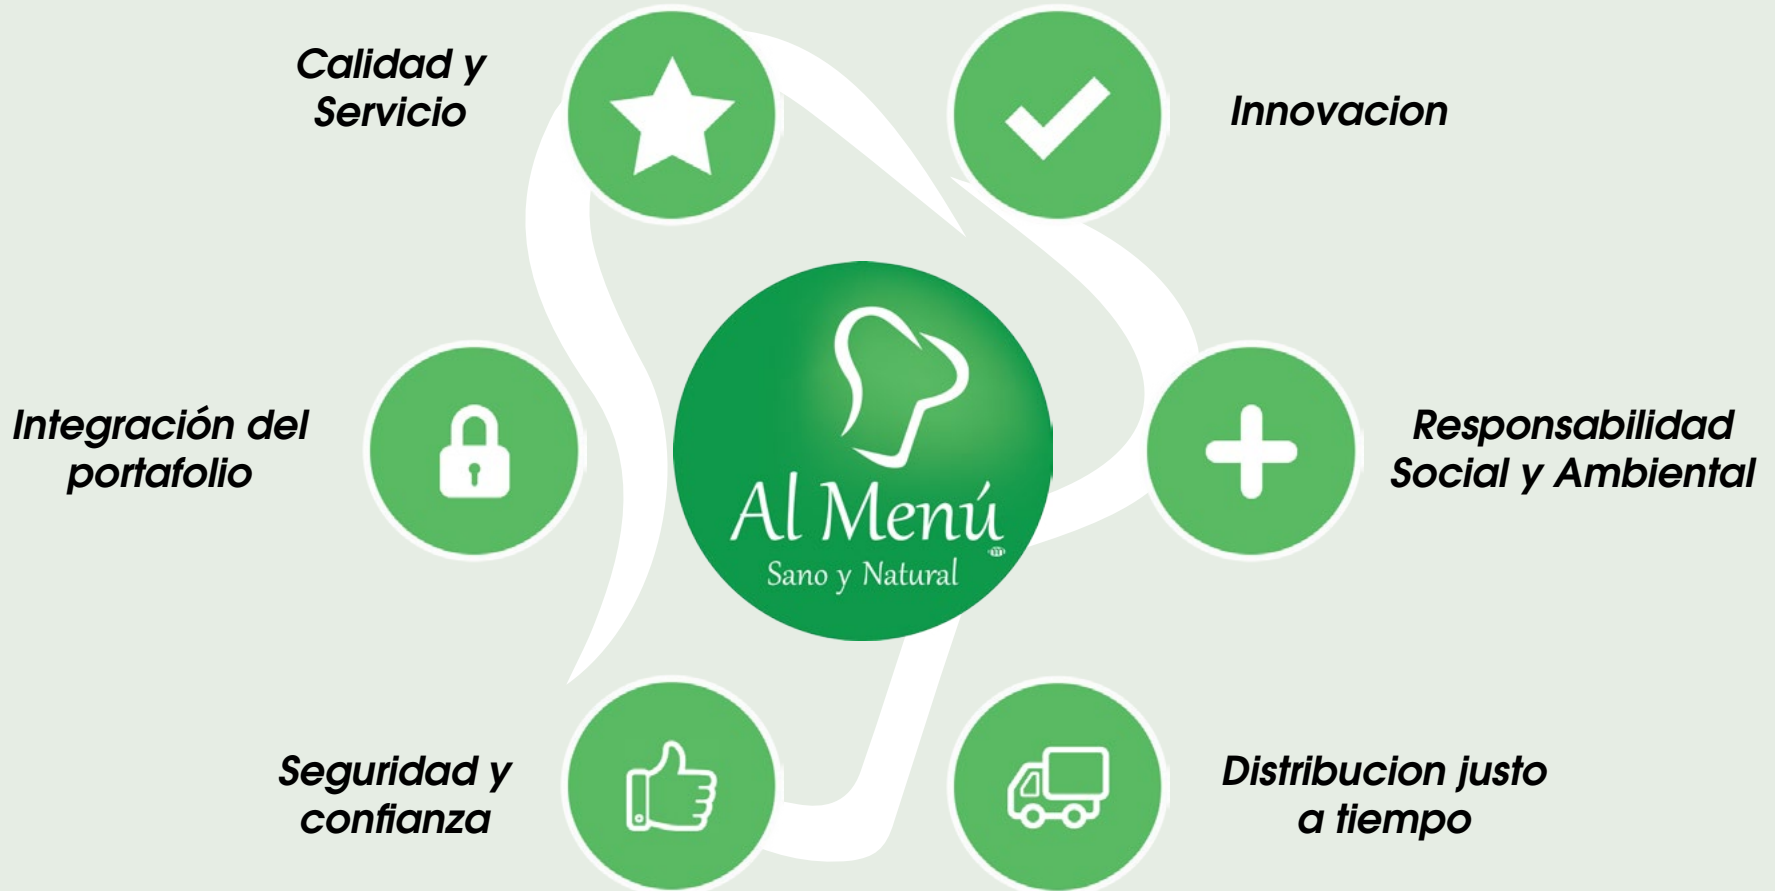 Calidad y
Servicio
Innovacion
Integración del
portafolio
Al Menú
Sano y Natural
Responsabilidad
Social y Ambiental
Seguridad y
confianza
Distribucion justo
a tiempo